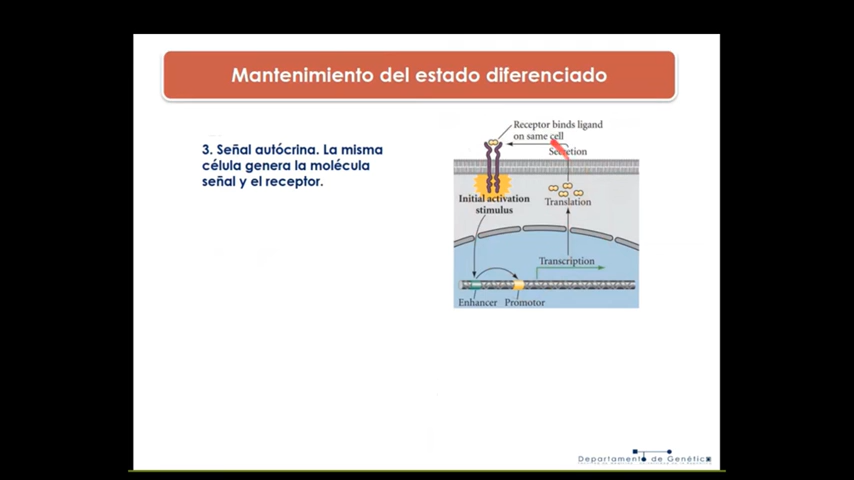 Mantenimiento del estado diferenciado
3. Señal autócrina. La misma
célula genera la molécula
señal y el receptor.
Receptor binds ligand
on same cell
Secretion
Initial activation
stimulus
Translation
Transcription
Enhancer
Promotor
Departamento de Genética